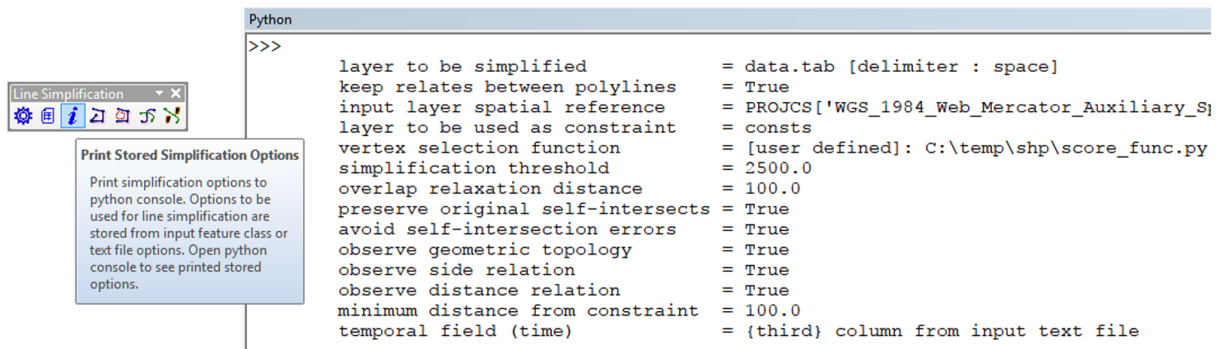 Python
>>>
layer to be simplified = data.tab [delimiter : space]
keep relates between polylines = True
input layer spatial reference = PROJCS['WGS_1984_Web_Mercator_Auxiliary_Sp
layer to be used as constraint = consts
vertex selection function = [user defined]: C:\temp\shp\score_func.py
simplification threshold = 2500.0
overlap relaxation distance = 100.0
preserve original self-intersects = True
avoid self-intersection errors = True
observe geometric topology = True
observe side relation = True
observe distance relation = True
minimum distance from constraint = 100.0
temporal field (time) = {third} column from input text file
Line Simplification
Print Stored Simplification Options
Print simplification options to
python console. Options to be
used for line simplification are
stored from input feature class or
text file options. Open python
console to see printed stored
options.